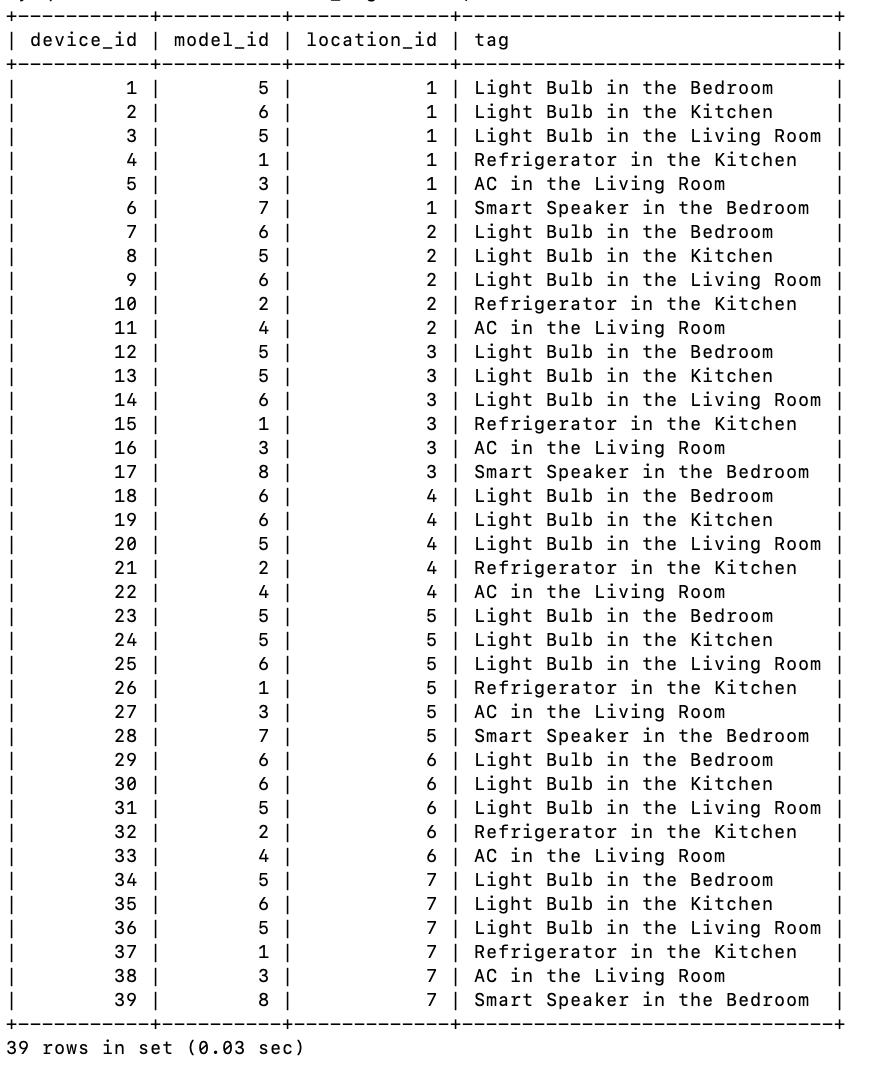 +-----------+----------+-------------+-------------------------------+
| device_id | model_id | location_id | tag                           |
+-----------+----------+-------------+-------------------------------+
|         1 |        5 |           1 | Light Bulb in the Bedroom     |
|         2 |        6 |           1 | Light Bulb in the Kitchen     |
|         3 |        5 |           1 | Light Bulb in the Living Room |
|         4 |        1 |           1 | Refrigerator in the Kitchen   |
|         5 |        3 |           1 | AC in the Living Room         |
|         6 |        7 |           1 | Smart Speaker in the Bedroom  |
|         7 |        6 |           2 | Light Bulb in the Bedroom     |
|         8 |        5 |           2 | Light Bulb in the Kitchen     |
|         9 |        6 |           2 | Light Bulb in the Living Room |
|        10 |        2 |           2 | Refrigerator in the Kitchen   |
|        11 |        4 |           2 | AC in the Living Room         |
|        12 |        5 |           3 | Light Bulb in the Bedroom     |
|        13 |        5 |           3 | Light Bulb in the Kitchen     |
|        14 |        6 |           3 | Light Bulb in the Living Room |
|        15 |        1 |           3 | Refrigerator in the Kitchen   |
|        16 |        3 |           3 | AC in the Living Room         |
|        17 |        8 |           3 | Smart Speaker in the Bedroom  |
|        18 |        6 |           4 | Light Bulb in the Bedroom     |
|        19 |        6 |           4 | Light Bulb in the Kitchen     |
|        20 |        5 |           4 | Light Bulb in the Living Room |
|        21 |        2 |           4 | Refrigerator in the Kitchen   |
|        22 |        4 |           4 | AC in the Living Room         |
|        23 |        5 |           5 | Light Bulb in the Bedroom     |
|        24 |        5 |           5 | Light Bulb in the Kitchen     |
|        25 |        6 |           5 | Light Bulb in the Living Room |
|        26 |        1 |           5 | Refrigerator in the Kitchen   |
|        27 |        3 |           5 | AC in the Living Room         |
|        28 |        7 |           5 | Smart Speaker in the Bedroom  |
|        29 |        6 |           6 | Light Bulb in the Bedroom     |
|        30 |        6 |           6 | Light Bulb in the Kitchen     |
|        31 |        5 |           6 | Light Bulb in the Living Room |
|        32 |        2 |           6 | Refrigerator in the Kitchen   |
|        33 |        4 |           6 | AC in the Living Room         |
|        34 |        5 |           7 | Light Bulb in the Bedroom     |
|        35 |        6 |           7 | Light Bulb in the Kitchen     |
|        36 |        5 |           7 | Light Bulb in the Living Room |
|        37 |        1 |           7 | Refrigerator in the Kitchen   |
|        38 |        3 |           7 | AC in the Living Room         |
|        39 |        8 |           7 | Smart Speaker in the Bedroom  |
+-----------+----------+-------------+-------------------------------+
39 rows in set (0.03 sec)